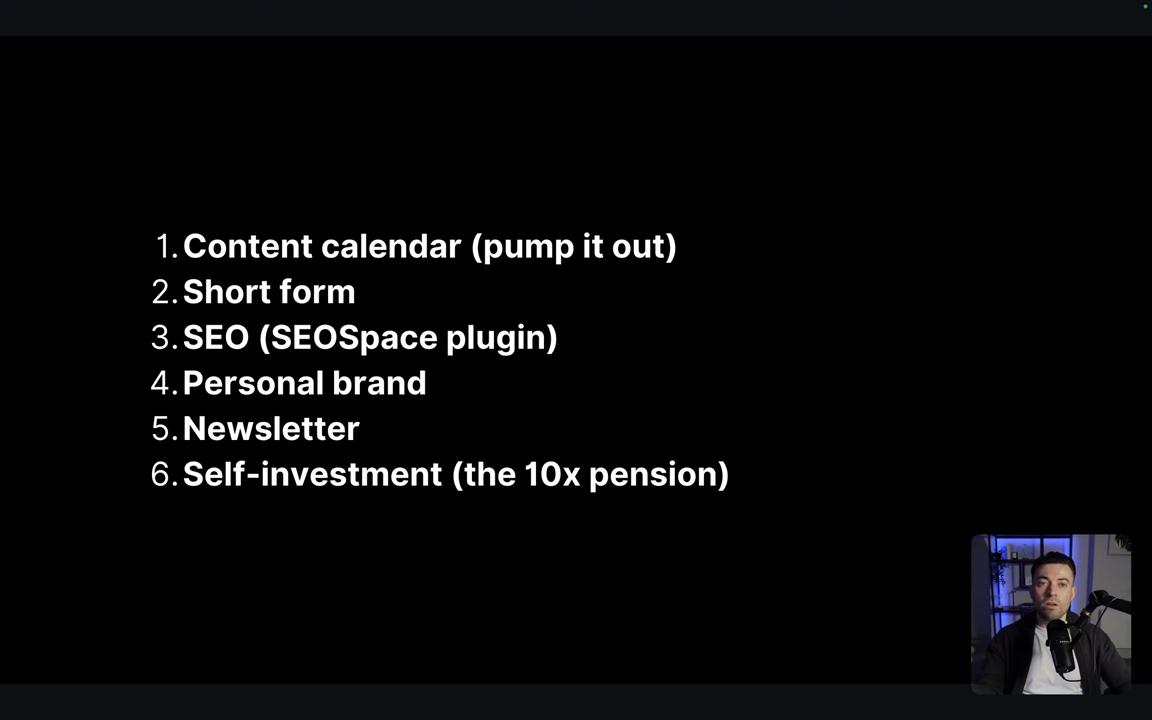 1. Content calendar (pump it out)
2. Short form
3. SEO (SEOSpace plugin)
4. Personal brand
5. Newsletter
6. Self-investment (the 10x pension)